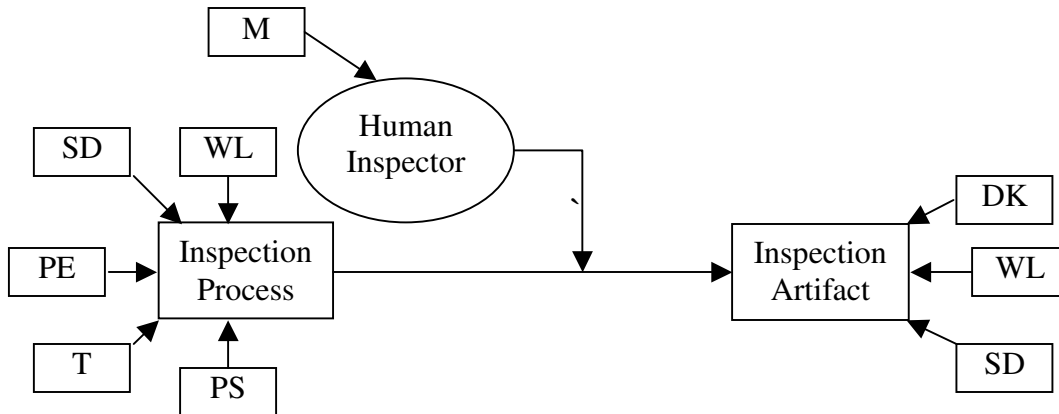 M
Human
Inspector
SD
WL
DK
Inspection
Process
Inspection
Artifact
PE
WL
T
PS
SD